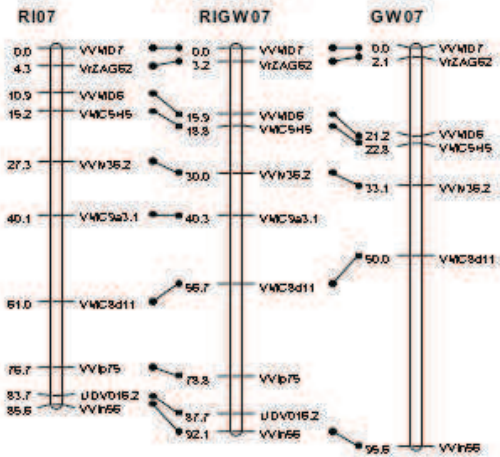 RI07 RIGW07 GW07
0.0 VVMD7 0.0 VVMD7 0.0 VVMD7
4.3 VrZAG62 3.2 VrZAG62 2.1 VrZAG62
10.9 VVMD6 15.9 VVMD6 21.2 VVMD6
15.2 VMC5H5 18.8 VMC5H5 22.8 VMC5H5
27.3 VVIv36.2 30.0 VVIv36.2 33.1 VVIv36.2
40.1 VMC9a3.1 40.3 VMC9a3.1
61.0 VMC8d11 56.7 VMC8d11 50.0 VMC8d11
76.7 VVIp75 78.8 VVIp75
83.7 UDV016.2 87.7 UDV016.2
85.6 VVIn56 92.1 VVIn56 95.6 VVIn56